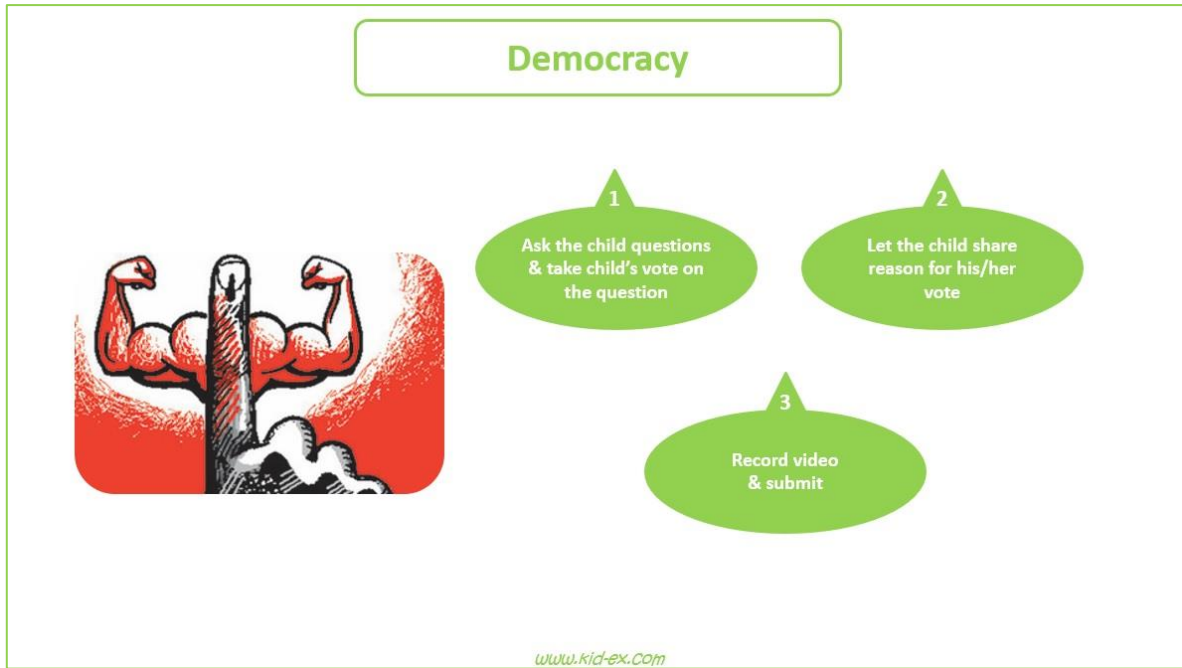 Democracy
1
Ask the child questions
& take child's vote on
the question
2
Let the child share
reason for his/her
vote
3
Record video
& submit
www.kid-ex.com